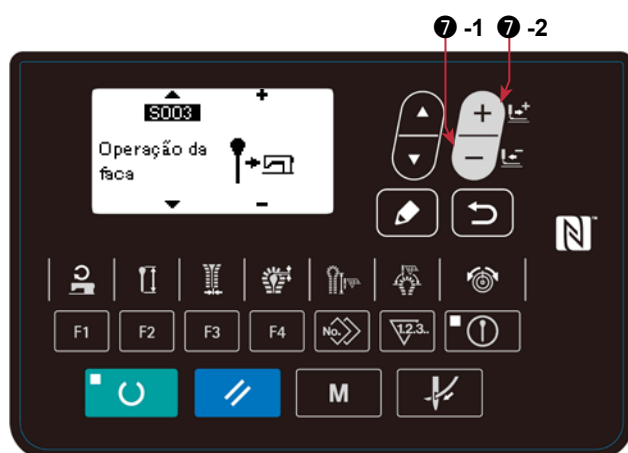 ❼ -1 ❼ -2
S003
Operação da
faca
+
-
+
−
N
F1 F2 F3 F4 No. 1.2.3..
M